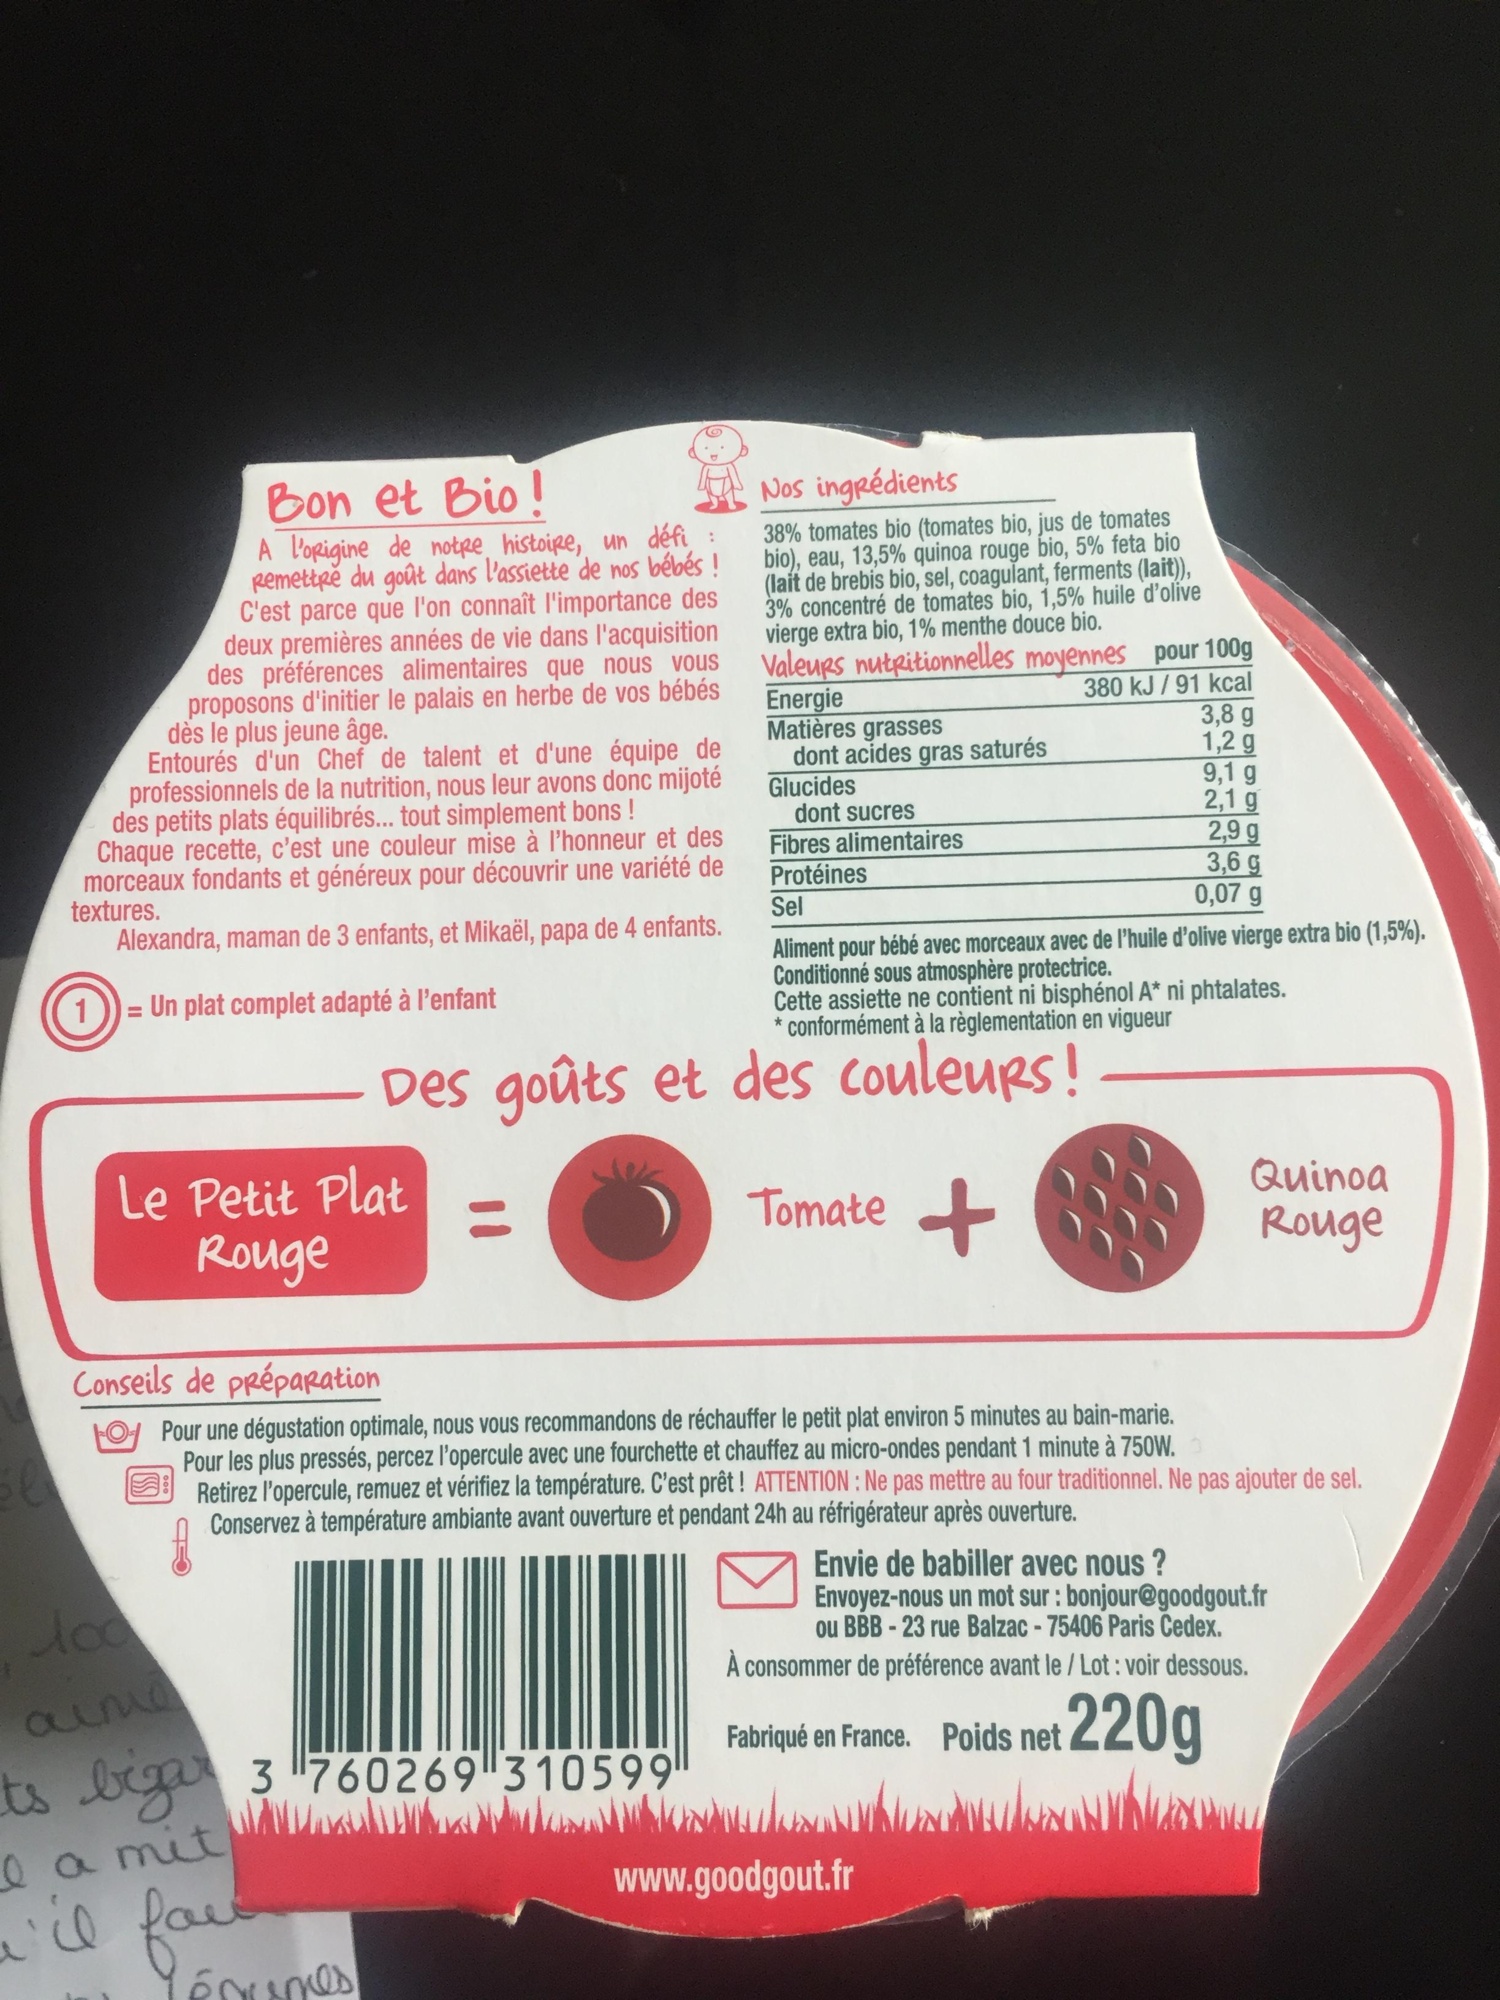 Bon et Bio !
A l'origine de notre histoire, un défi :
remettre du goût dans l'assiette de nos bébés !
C'est parce que l'on connaît l'importance des
deux premières années de vie dans l'acquisition
des préférences alimentaires que nous vous
proposons d'initier le palais en herbe de vos bébés
dès le plus jeune âge.
Entourés d'un Chef de talent et d'une équipe de
professionnels de la nutrition, nous leur avons donc mijoté
des petits plats équilibrés... tout simplement bons !
Chaque recette, c'est une couleur mise à l'honneur et des
morceaux fondants et généreux pour découvrir une variété de
textures.
Alexandra, maman de 3 enfants, et Mikaël, papa de 4 enfants.
1 = Un plat complet adapté à l'enfant
Nos ingrédients
38% tomates bio (tomates bio, jus de tomates
bio), eau, 13,5% quinoa rouge bio, 5% feta bio
(lait de brebis bio, sel, coagulant, ferments (lait)),
3% concentré de tomates bio, 1,5% huile d'olive
vierge extra bio, 1% menthe douce bio.
Valeurs nutritionnelles moyennes pour 100g
Energie 380 kJ / 91 kcal
Matières grasses 3,8 g
dont acides gras saturés 1,2 g
Glucides 9,1 g
dont sucres 2,1 g
Fibres alimentaires 2,9 g
Protéines 3,6 g
Sel 0,07 g
Aliment pour bébé avec morceaux avec de l'huile d'olive vierge extra bio (1,5%).
Conditionné sous atmosphère protectrice.
Cette assiette ne contient ni bisphénol A* ni phtalates.
* conformément à la règlementation en vigueur
Des goûts et des couleurs !
Le Petit Plat
Rouge
=
Tomate
+
Quinoa
Rouge
Conseils de préparation
Pour une dégustation optimale, nous vous recommandons de réchauffer le petit plat environ 5 minutes au bain-marie.
Pour les plus pressés, percez l'opercule avec une fourchette et chauffez au micro-ondes pendant 1 minute à 750W.
Retirez l'opercule, remuez et vérifiez la température. C'est prêt ! ATTENTION : Ne pas mettre au four traditionnel. Ne pas ajouter de sel.
Conservez à température ambiante avant ouverture et pendant 24h au réfrigérateur après ouverture.
3 760269 310599
Envie de babiller avec nous ?
Envoyez-nous un mot sur : bonjour@goodgout.fr
ou BBB - 23 rue Balzac - 75406 Paris Cedex.
À consommer de préférence avant le / Lot : voir dessous.
Fabriqué en France. Poids net 220g
www.goodgout.fr
a mit